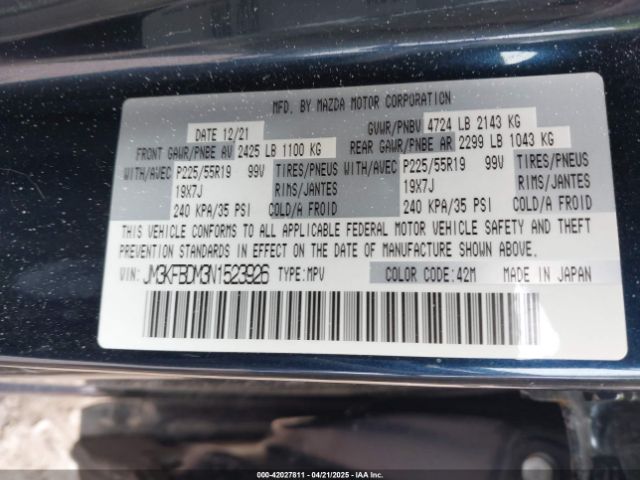 MFD. BY MAZDA MOTOR CORPORATION
DATE 12/21 GVWR/PNBV 4724 LB 2143 KG
FRONT GAWR/PNBE AV 2425 LB 1100 KG REAR GAWR/PNBE AR 2299 LB 1043 KG
WITH/AVEC P225/55R19 99V TIRES/PNEUS WITH/AVEC P225/55R19 99V TIRES/PNEUS
19X7J RIMS/JANTES 19X7J RIMS/JANTES
240 KPA/35 PSI COLD/A FROID 240 KPA/35 PSI COLD/A FROID
THIS VEHICLE CONFORMS TO ALL APPLICABLE FEDERAL MOTOR VEHICLE SAFETY AND THEFT
PREVENTION STANDARDS IN EFFECT ON THE DATE OF MANUFACTURE SHOWN ABOVE.
VIN: JM3KFBDM3N1523926 TYPE:MPV COLOR CODE:42M MADE IN JAPAN
000-42027811 - 04/21/2025 - IAAI.COM